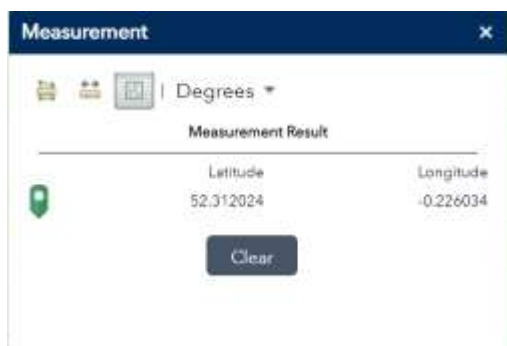 Measurement ×
| Degrees
Measurement Result
Latitude Longitude
52.312024 -0.226034
Clear